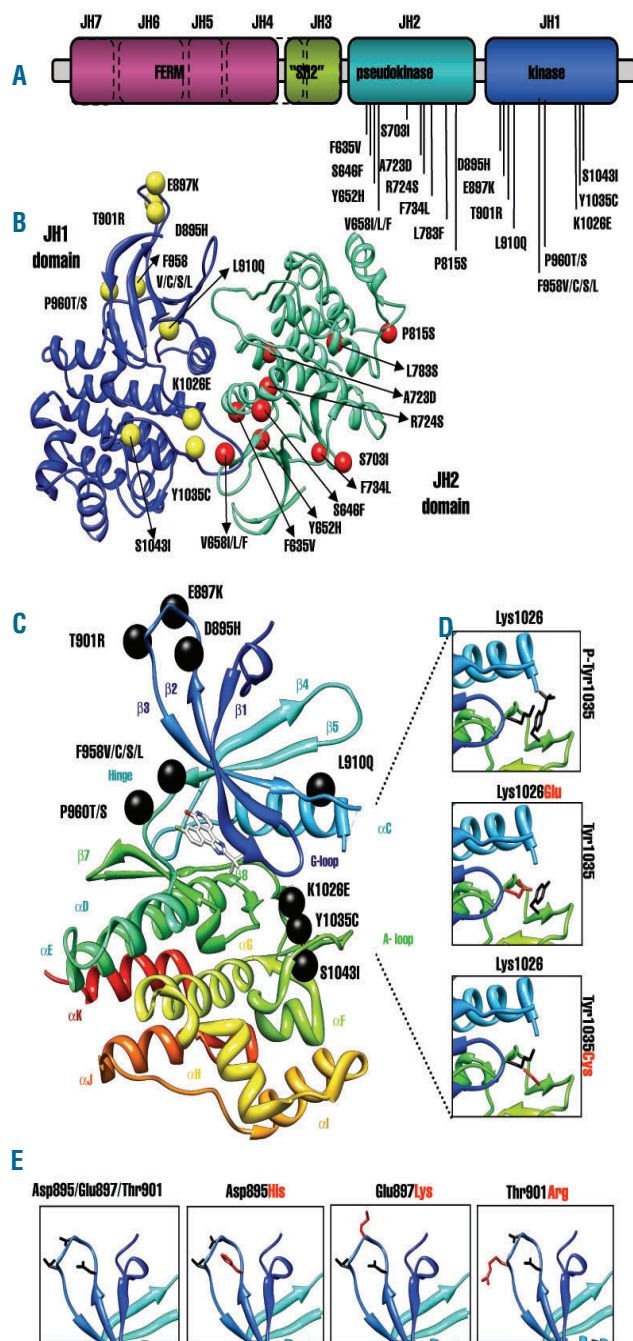 JH7 JH6 JH5 JH4 JH3 JH2 JH1
A
FERM "SH2" pseudokinase kinase
F635V
S646F
Y652H
V658I/L/F
S703I
A723D
R724S
F734L
L783F
P815S
D895H
E897K
T901R
L910Q
P960T/S
F958V/C/S/L
S1043I
Y1035C
K1026E
B
JH1
domain
E897K
T901R
D895H
F958
V/C/S/L
L910Q
P960T/S
K1026E
Y1035C
S1043I
V658I/L/F
F635V
Y652H
S646F
F734L
S703I
R724S
A723D
L783S
P815S
JH2
domain
C
E897K
T901R
D895H
β2
β3
β1
β4
β5
F958V/C/S/L
Hinge
L910Q
P960T/S
αC
β7
G-loop
β8
αD
K1026E
Y1035C
αG
αE
A- loop
S1043I
αK
αF
αJ
αH
αI
D
Lys1026
P-Tyr1035
Lys1026Glu
Tyr1035
Lys1026
Tyr1035Cys
E
Asp895/Glu897/Thr901 Asp895His Glu897Lys Thr901Arg